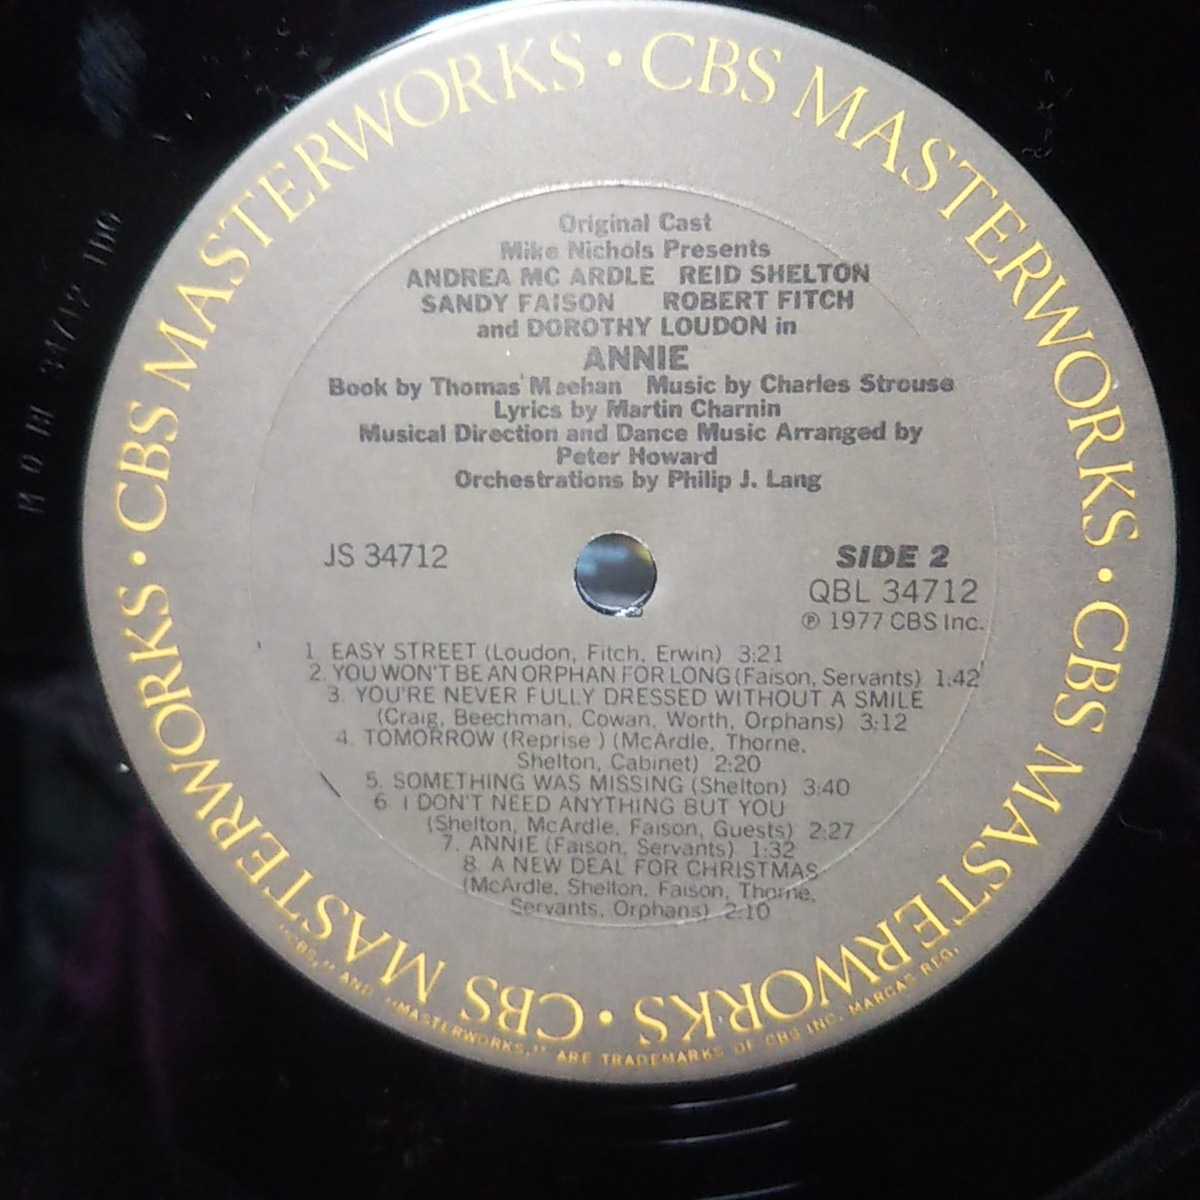 CBS MASTERWORKS • CBS MASTERWORKS • CBS MASTERWORKS • CBS MASTERWORKS • CBS MASTERWORKS •
Original Cast
Mike Nichols Presents
ANDREA MC ARDLE REID SHELTON
SANDY FAISON ROBERT FITCH
and DOROTHY LOUDON in
ANNIE
Book by Thomas Meehan Music by Charles Strouse
Lyrics by Martin Charnin
Musical Direction and Dance Music Arranged by
Peter Howard
Orchestrations by Philip J. Lang
JS 34712
SIDE 2
QBL 34712
℗ 1977 CBS Inc.
1 EASY STREET (Loudon, Fitch, Erwin) 3:21
2. YOU WON'T BE AN ORPHAN FOR LONG (Faison, Servants) 1:42
3. YOU'RE NEVER FULLY DRESSED WITHOUT A SMILE
(Craig, Beechman, Cowan, Worth, Orphans) 3:12
4. TOMORROW (Reprise ) (McArdle, Thorne,
Shelton, Cabinet) 2:20
5. SOMETHING WAS MISSING (Shelton) 3:40
6. I DON'T NEED ANYTHING BUT YOU
(Shelton, McArdle, Faison, Guests) 2:27
7. ANNIE (Faison, Servants) 1:32
8. A NEW DEAL FOR CHRISTMAS
(McArdle, Shelton, Faison, Thorne,
Servants, Orphans) 2:10
"CBS," AND "MASTERWORKS," ARE TRADEMARKS OF CBS INC. MARCAS REG.